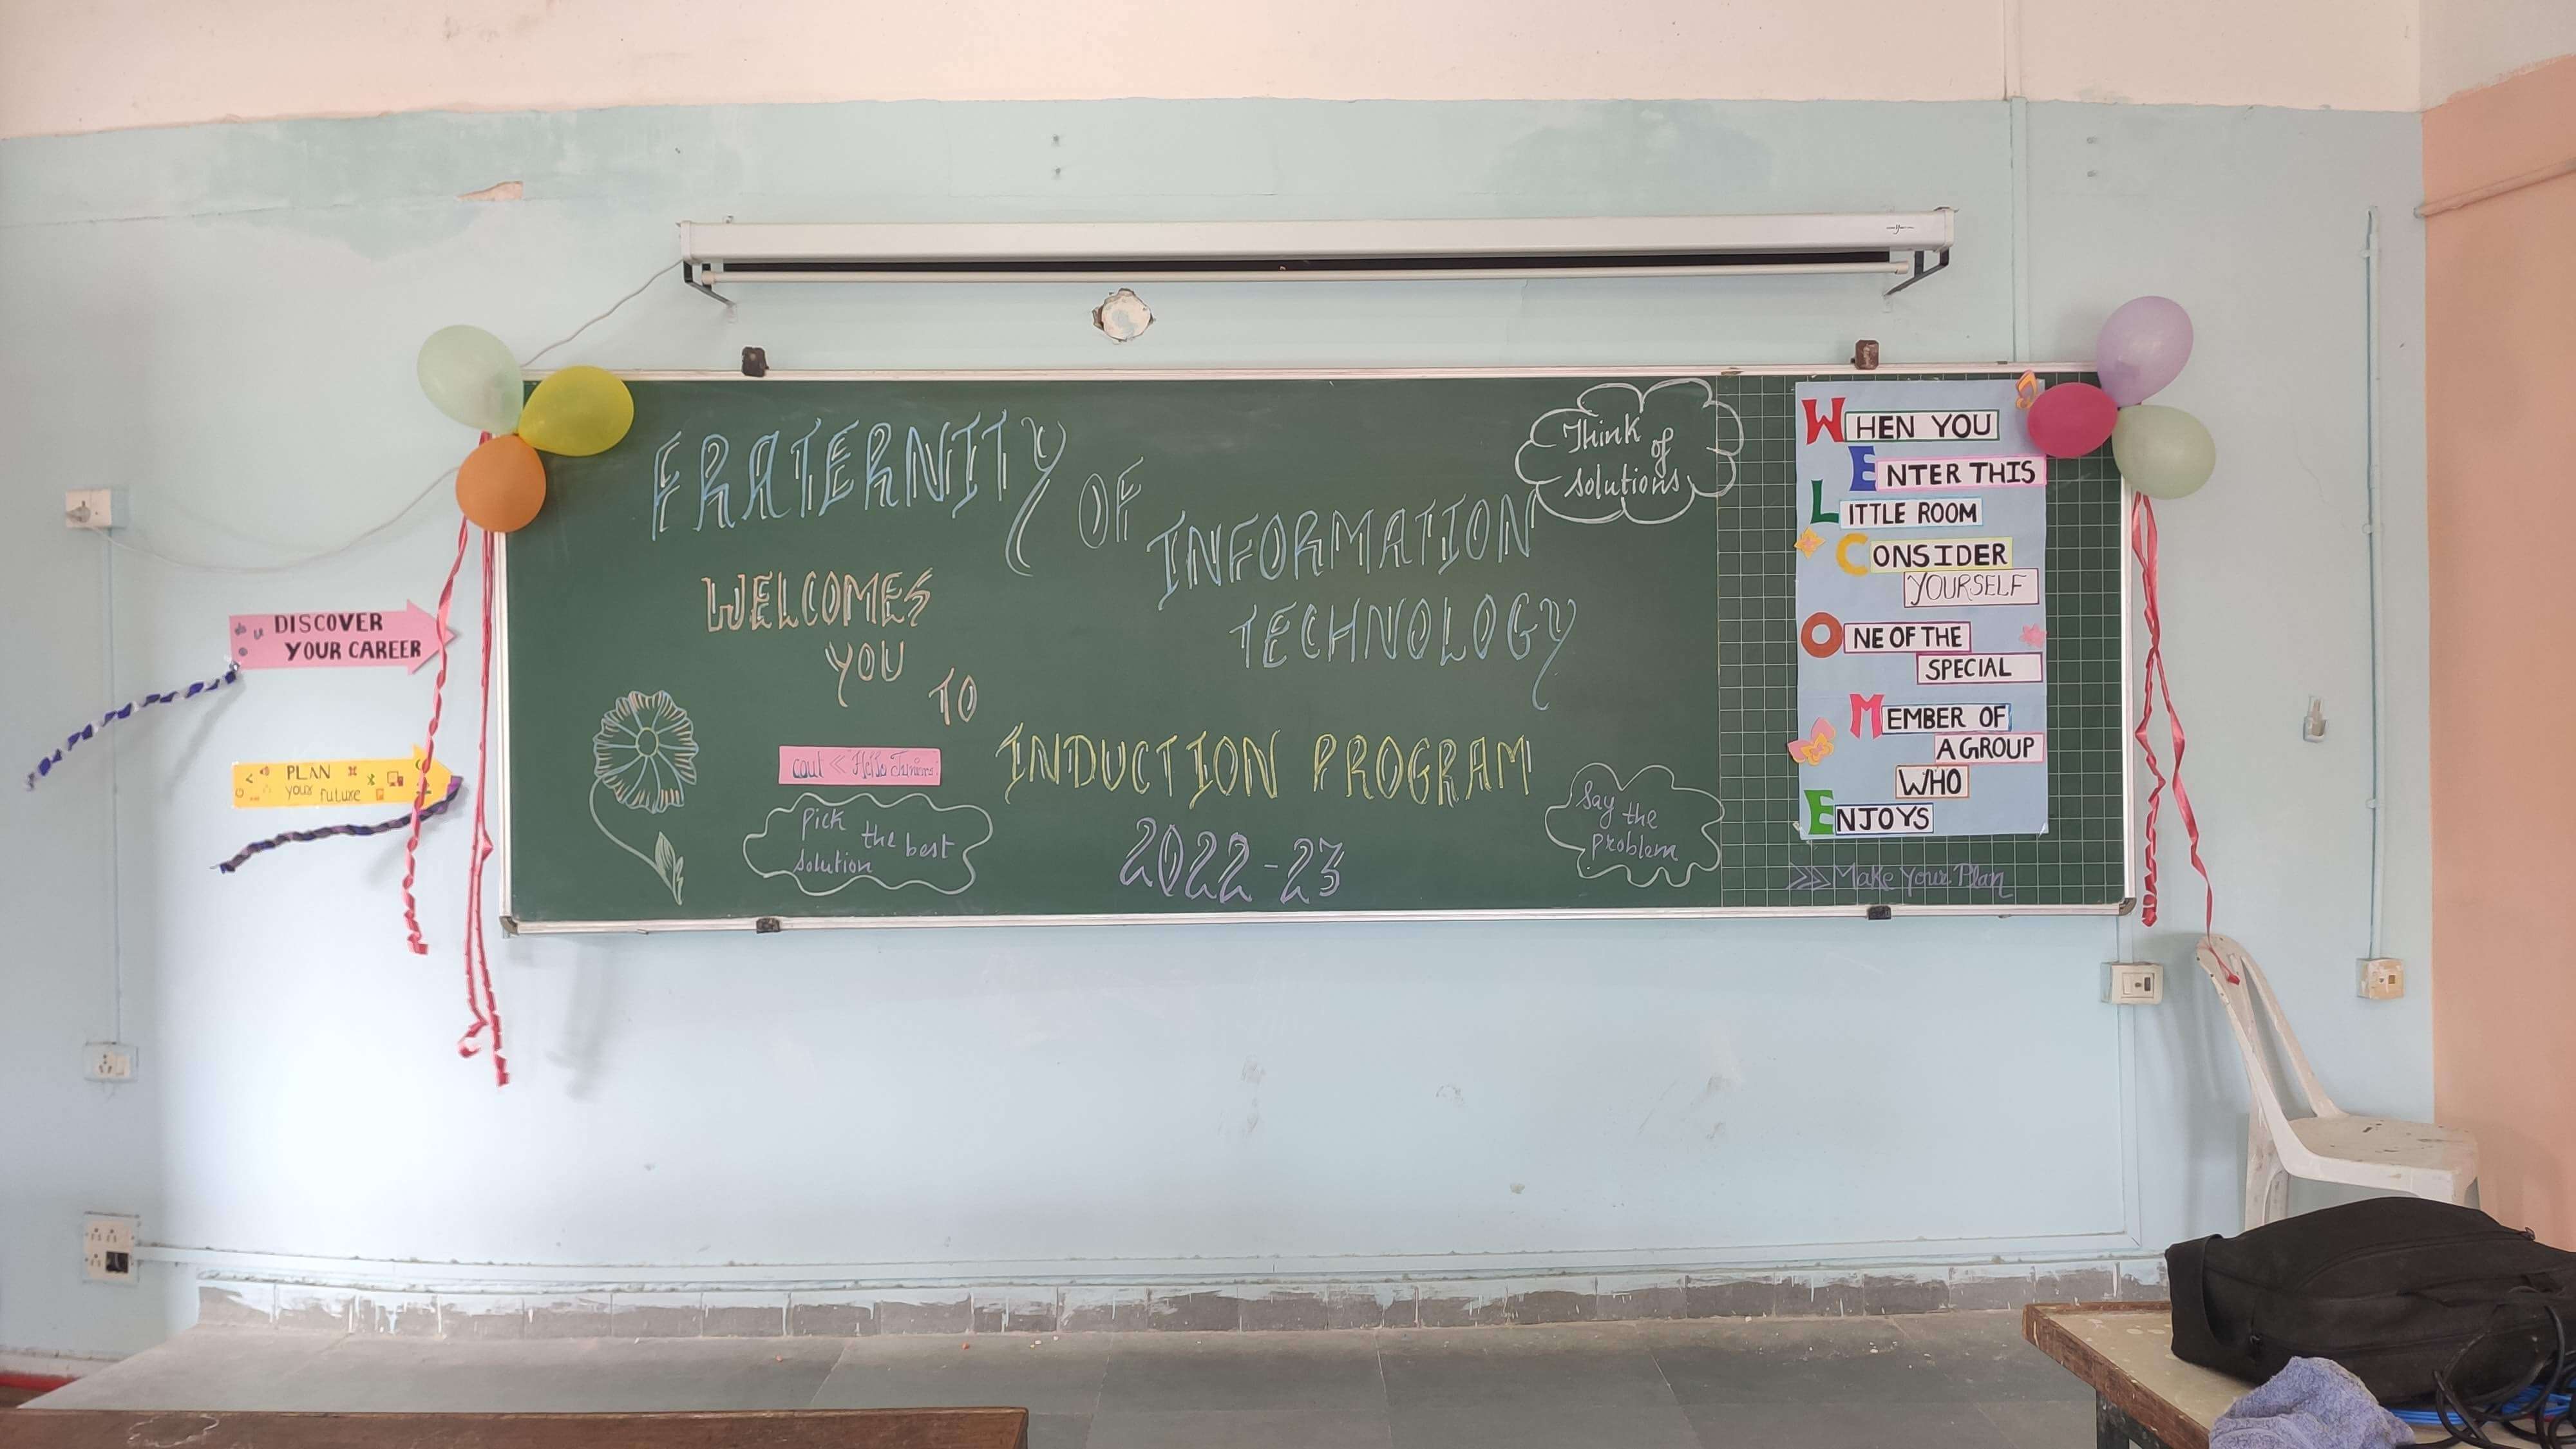 FRATERNITY OF
INFORMATION
TECHNOLOGY
WELCOMES
YOU
TO
INDUCTION PROGRAM
2022-23
Think
of
solutions
cout < Hello Juniors.
Pick the best
solution
Say the
problem
WHEN YOU
ENTER THIS
LITTLE ROOM
CONSIDER
YOURSELF
ONE OF THE
SPECIAL
MEMBER OF
A GROUP
WHO
ENJOYS
>>> Make Your Plan
DISCOVER
YOUR CAREER
PLAN
your future